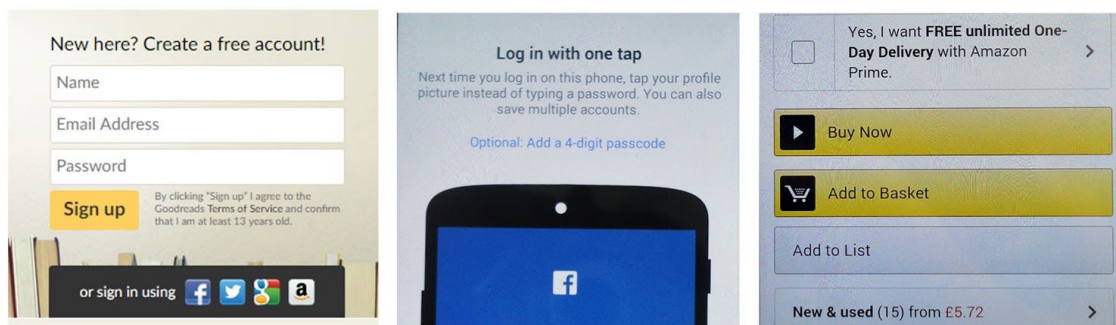 New here? Create a free account!
Name
Email Address
Password
Sign up
By clicking "Sign up" I agree to the
Goodreads Terms of Service and confirm
that I am at least 13 years old.
or sign in using
f
g
a
Log in with one tap
Next time you log in on this phone, tap your profile
picture instead of typing a password. You can also
save multiple accounts.
Optional: Add a 4-digit passcode
f
Yes, I want FREE unlimited One-
Day Delivery with Amazon
Prime.
Buy Now
Add to Basket
Add to List
New & used (15) from £5.72